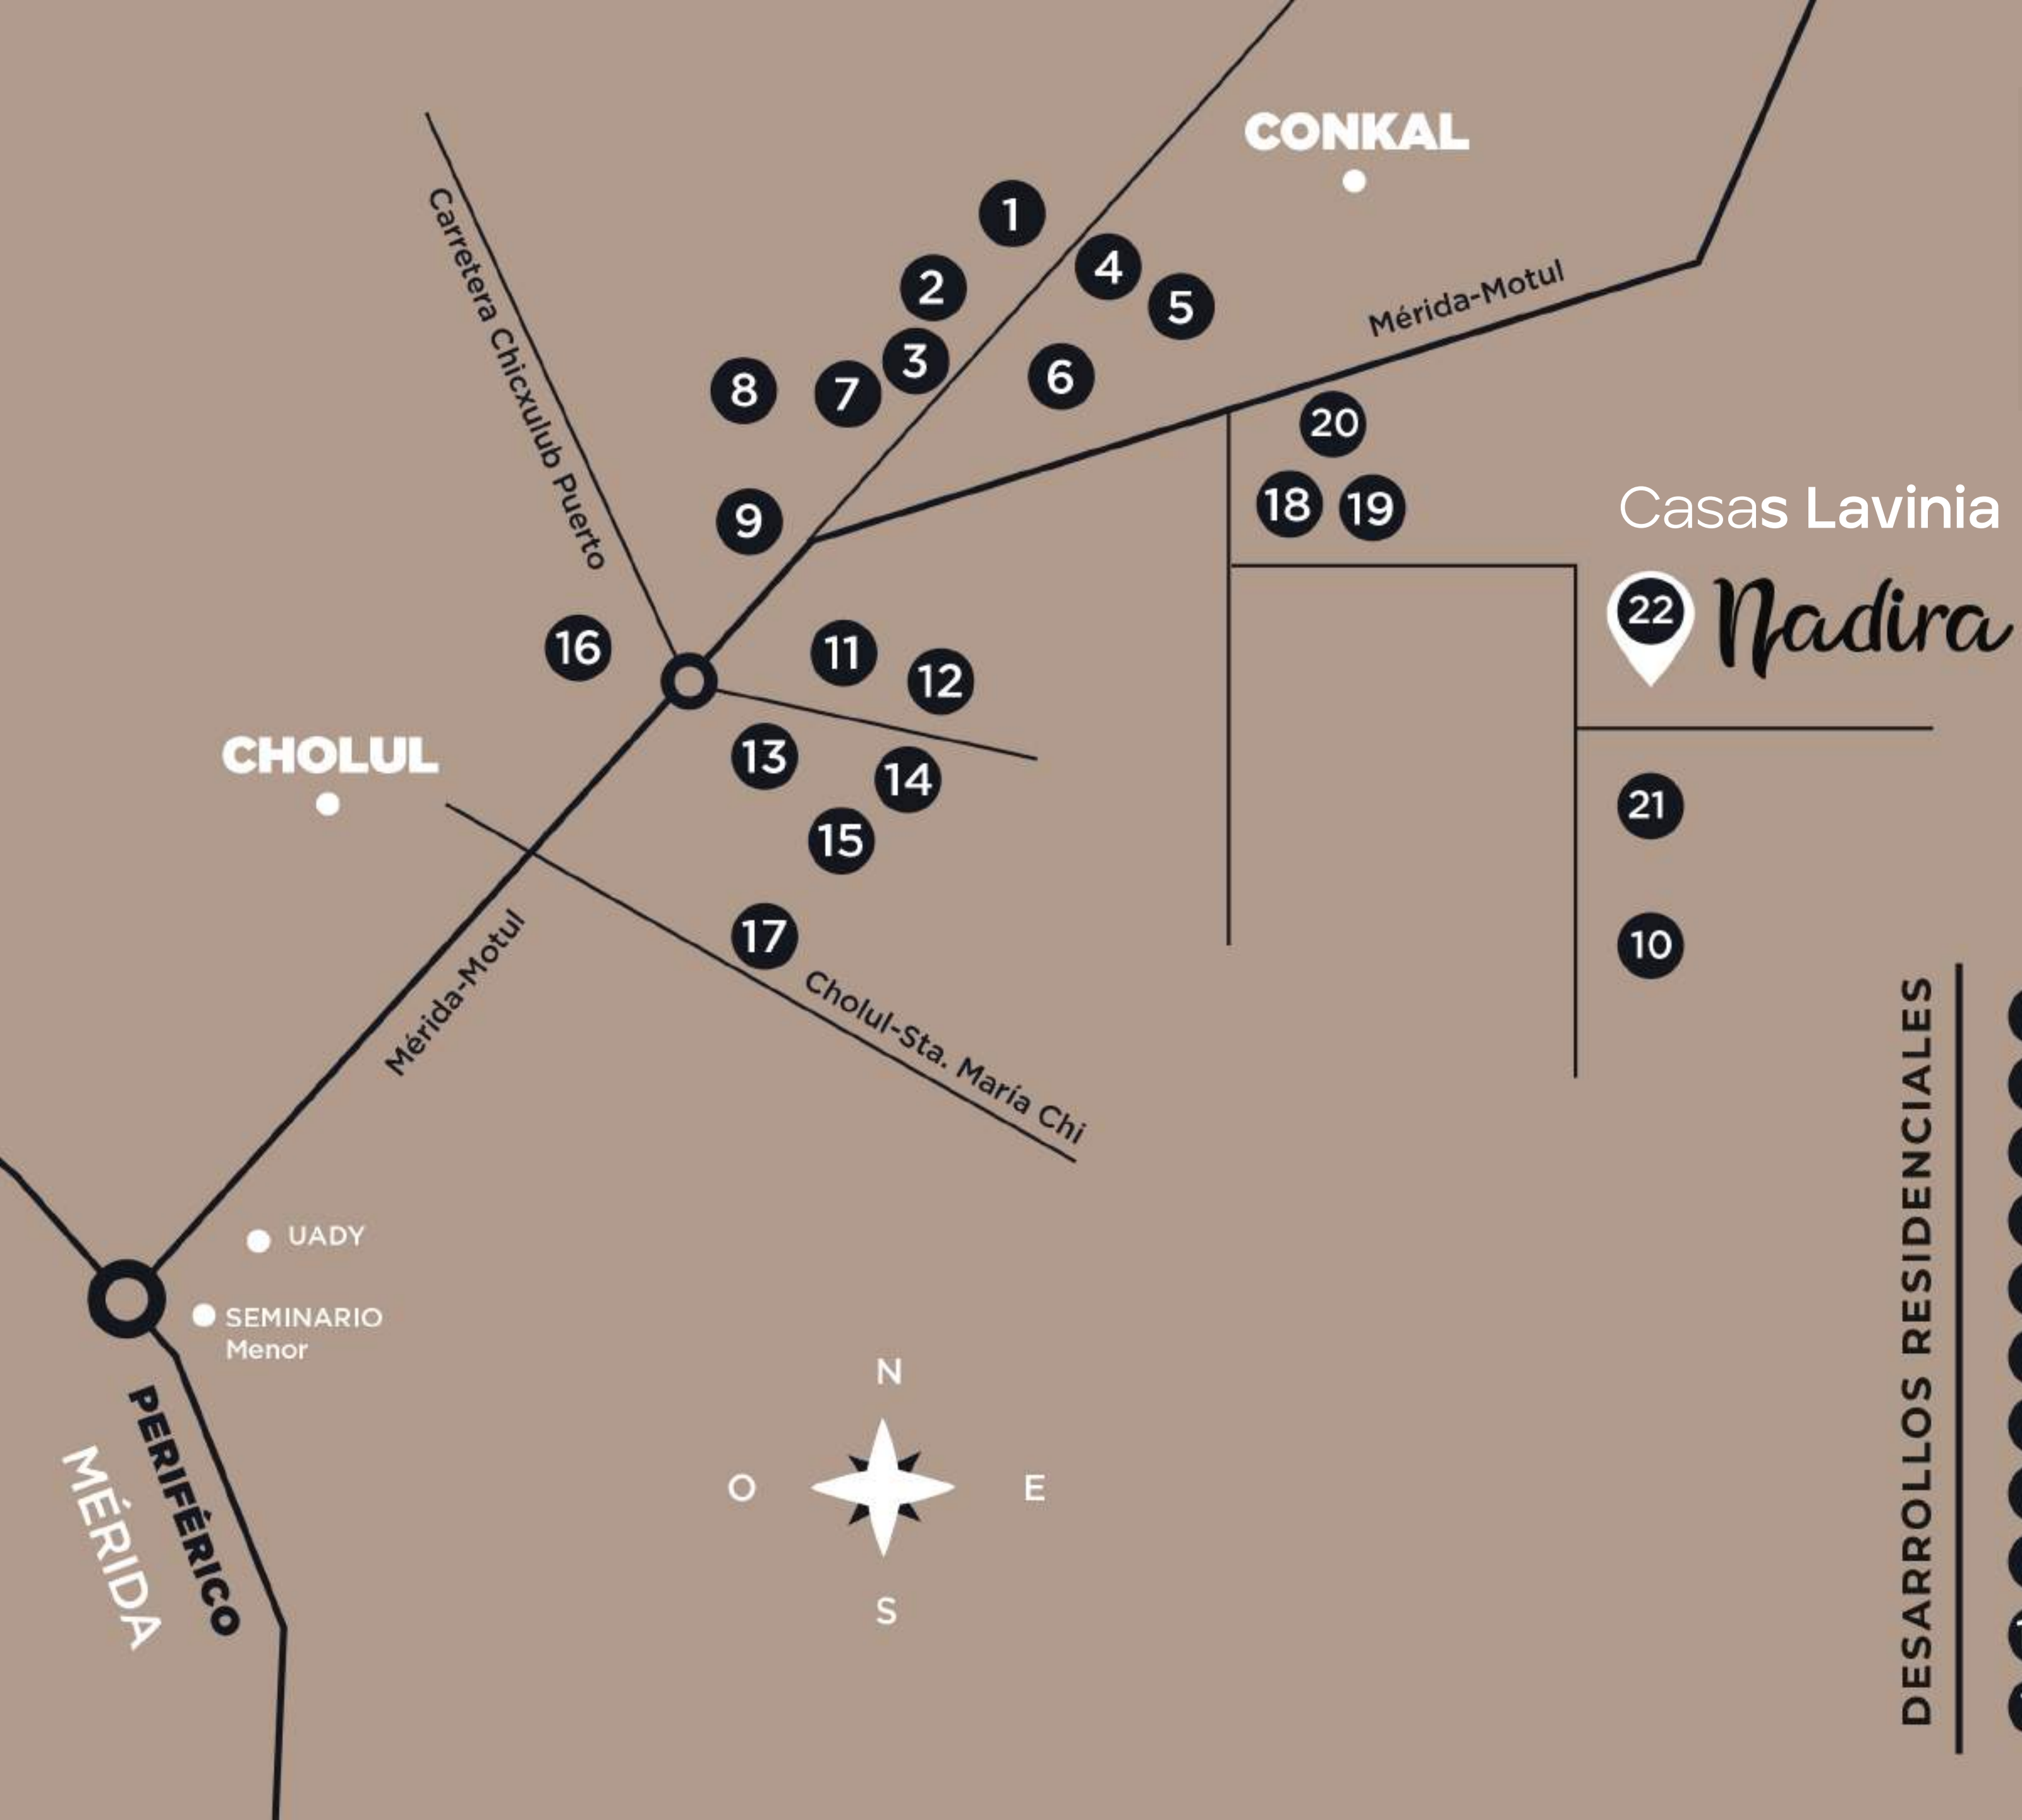 CONKAL
1
4
2
5
Mérida-Motul
Carretera Chicxulub Puerto
3
6
8
7
20
18
19
9
Casas Lavinia
22
Nadira
16
11
12
CHOLUL
13
14
21
15
17
10
Mérida-Motul
Cholul-Sta. María Chi
UADY
SEMINARIO
Menor
PERIFÉRICO
MÉRIDA
N
O
E
S
DESARROLLOS RESIDENCIALES